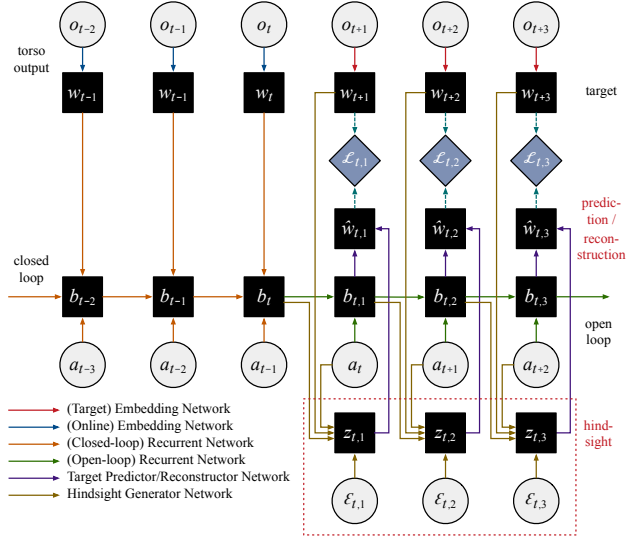 o_{t−2} o_{t−1} o_t o_{t+1} o_{t+2} o_{t+3}
torso
output
w_{t−1} w_{t−1} w_t w_{t+1} w_{t+2} w_{t+3} target
ℒ_{t,1} ℒ_{t,2} ℒ_{t,3}
ŵ_{t,1} ŵ_{t,2} ŵ_{t,3}
predic-
tion /
recon-
struction
closed
loop
b_{t−2} b_{t−1} b_t b_{t,1} b_{t,2} b_{t,3}
open
loop
a_{t−3} a_{t−2} a_{t−1} a_t a_{t+1} a_{t+2}
(Target) Embedding Network
(Online) Embedding Network
(Closed-loop) Recurrent Network
(Open-loop) Recurrent Network
Target Predictor/Reconstructor Network
Hindsight Generator Network
z_{t,1} z_{t,2} z_{t,3}
hind-
sight
ε_{t,1} ε_{t,2} ε_{t,3}